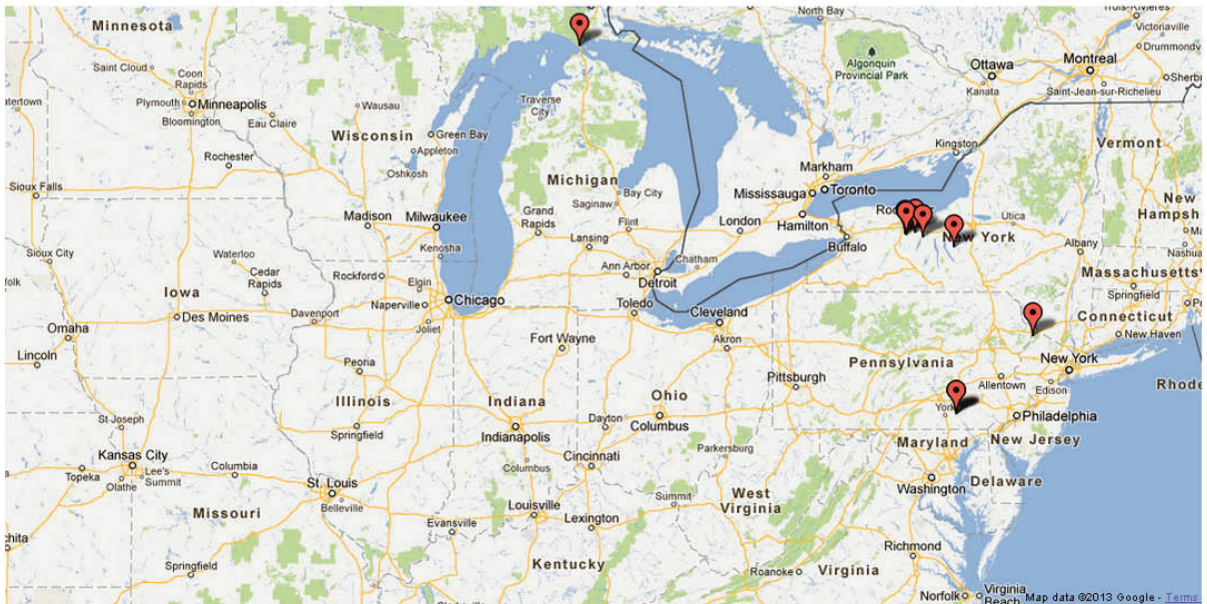 Minnesota
North Bay
Trois-Rivières
Victoriaville
Drummondv
Saint Cloud
Coon
Rapids
Algonquin
Provincial Park
Ottawa
Kanata
Montreal
Sherbr
Saint-Jean-sur-Richelieu
Plymouth
Minneapolis
Bloomington
Eau Claire
Wausau
Wisconsin
Green Bay
Appleton
Oshkosh
Traverse
City
Kingston
Vermont
Rochester
Sioux Falls
Michigan
Bay City
Saginaw
Markham
Mississauga
Toronto
Hamilton
New
Hampsh
Madison
Milwaukee
Kenosha
Grand
Rapids
Flint
Lansing
London
Buffalo
Utica
New York
Albany
Nashua
Sioux City
Waterloo
Cedar
Rapids
Rockford
Elgin
Ann Arbor
Chatham
Detroit
Massachusetts
Springfield
Iowa
Des Moines
Davenport
Naperville
Chicago
Joliet
Toledo
Cleveland
Akron
Connecticut
New Haven
Omaha
Lincoln
Fort Wayne
Peoria
Pennsylvania
Pittsburgh
Allentown
New York
Edison
Rhode
Illinois
Indiana
Ohio
St-Joseph
Springfield
Indianapolis
Dayton
Columbus
York
Philadelphia
Maryland
New Jersey
Kansas City
Topeka
Olathe
Lee's
Summit
Columbia
Columbus
Cincinnati
Parkersburg
Washington
Delaware
St. Louis
Belleville
Missouri
Louisville
Summit
West
Virginia
Evansville
Lexington
Springfield
Kentucky
Richmond
Roanoke
Virginia
Norfolk
Virginia
Beach
Map data ©2013 Google - Terms